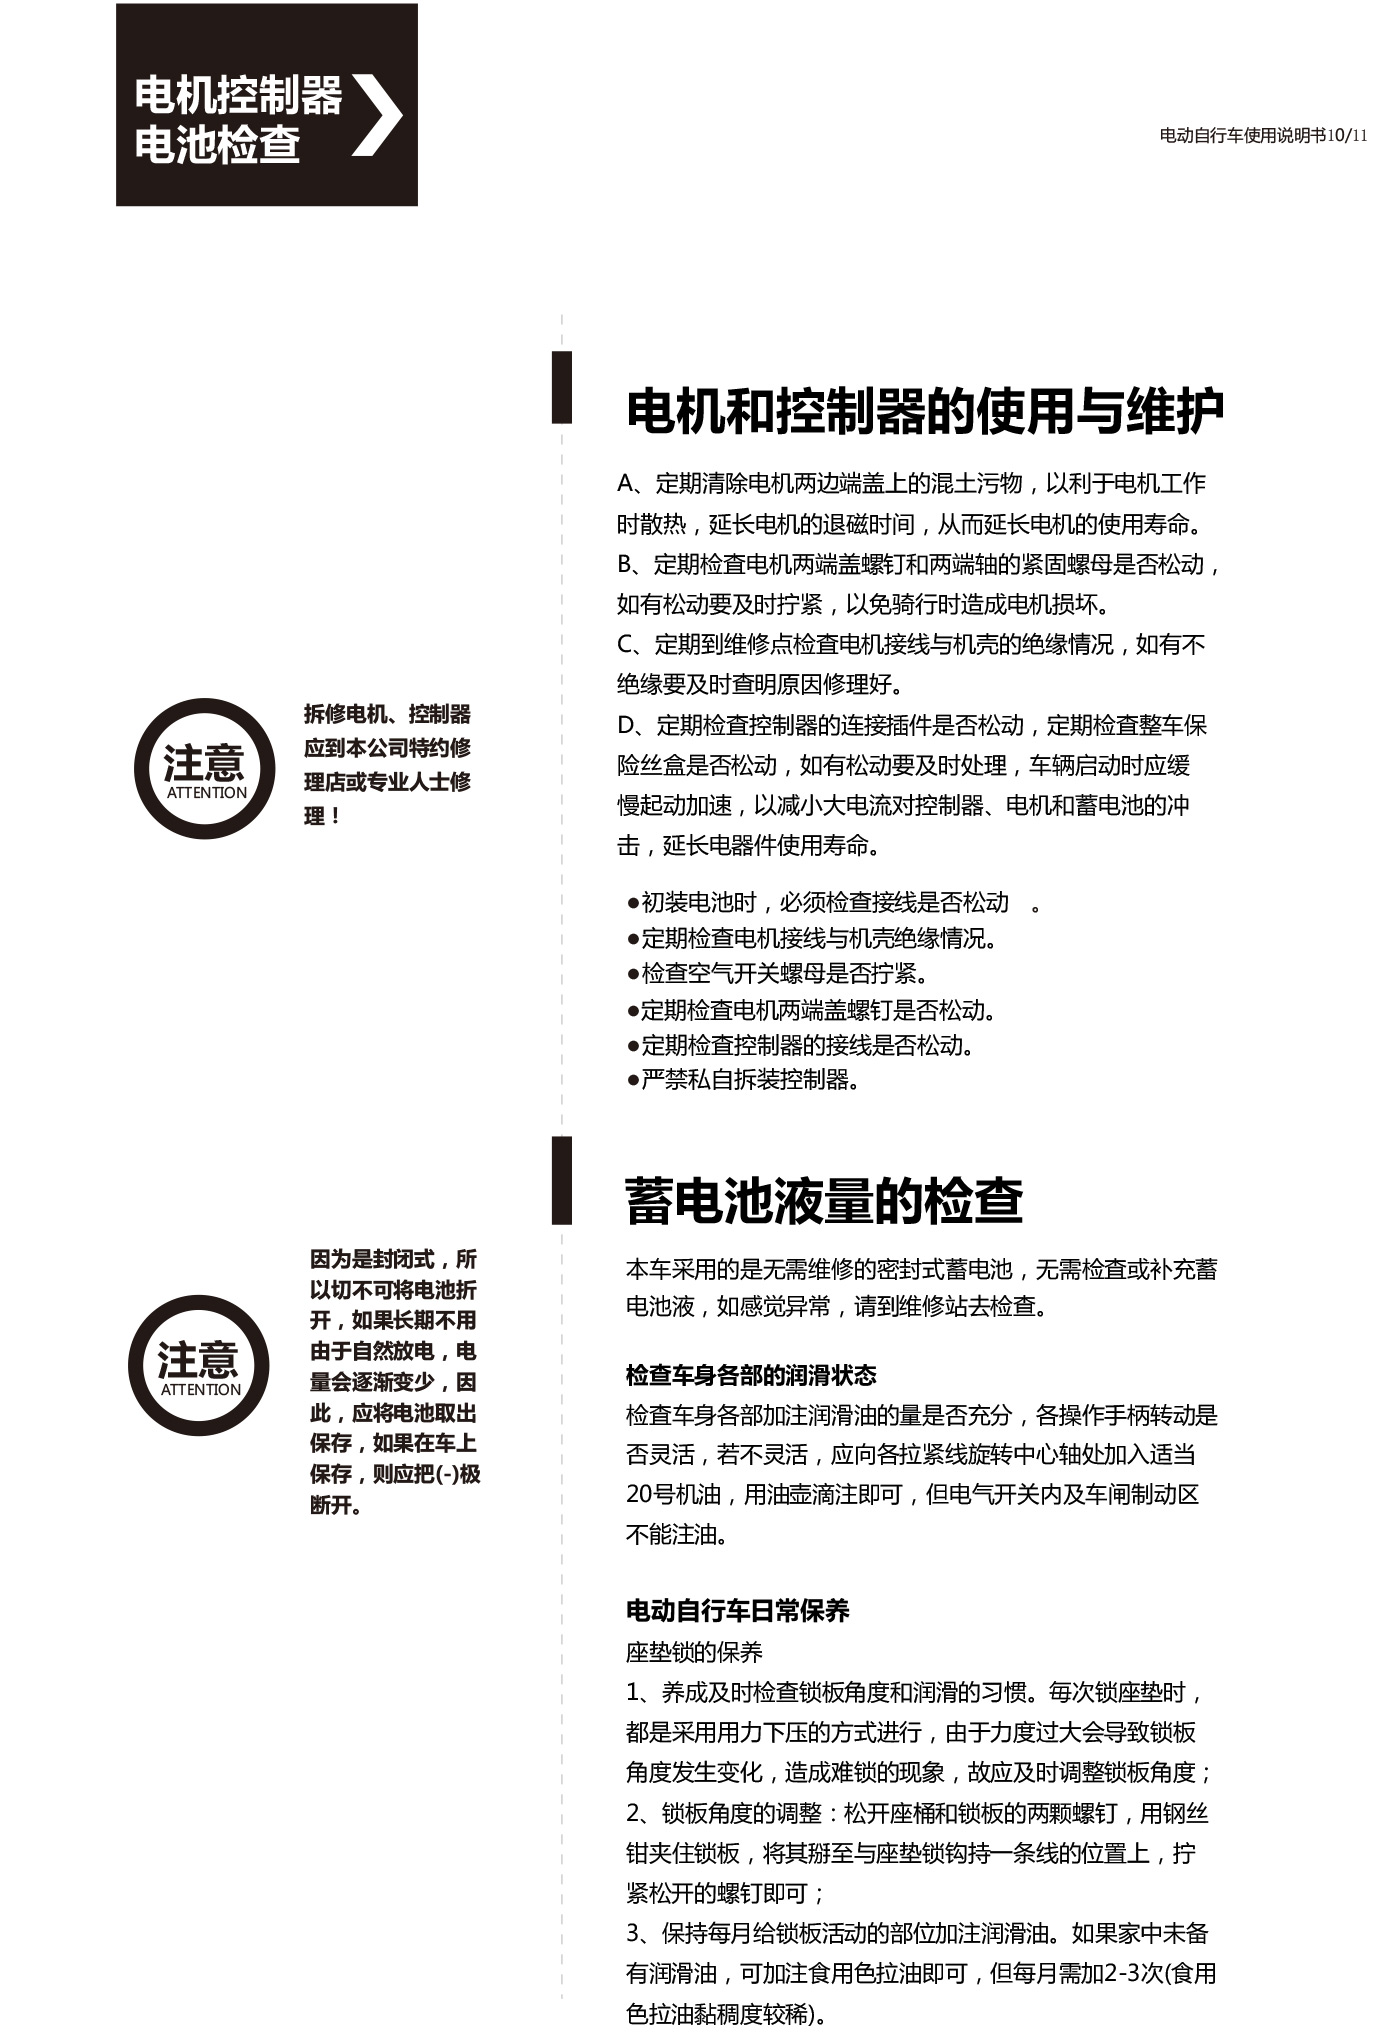 电机控制器
电池检查
电动自行车使用说明书10/11
电机和控制器的使用与维护
A、定期清除电机两边端盖上的混土污物，以利于电机工作
时散热，延长电机的退磁时间，从而延长电机的使用寿命。
B、定期检查电机两端盖螺钉和两端轴的紧固螺母是否松动，
如有松动要及时拧紧，以免骑行时造成电机损坏。
C、定期到维修点检查电机接线与机壳的绝缘情况，如有不
绝缘要及时查明原因修理好。
D、定期检查控制器的连接插件是否松动，定期检查整车保
险丝盒是否松动，如有松动要及时处理，车辆启动时应缓
慢起动加速，以减小大电流对控制器、电机和蓄电池的冲
击，延长电器件使用寿命。
拆修电机、控制器
应到本公司特约修
理店或专业人士修
理！
注意
ATTENTION
●初装电池时，必须检查接线是否松动 。
●定期检查电机接线与机壳绝缘情况。
●检查空气开关螺母是否拧紧。
●定期检查电机两端盖螺钉是否松动。
●定期检查控制器的接线是否松动。
●严禁私自拆装控制器。
蓄电池液量的检查
本车采用的是无需维修的密封式蓄电池，无需检查或补充蓄
电池液，如感觉异常，请到维修站去检查。
因为是封闭式，所
以切不可将电池折
开，如果长期不用
由于自然放电，电
量会逐渐变少，因
此，应将电池取出
保存，如果在车上
保存，则应把(-)极
断开。
注意
ATTENTION
检查车身各部的润滑状态
检查车身各部加注润滑油的量是否充分，各操作手柄转动是
否灵活，若不灵活，应向各拉紧线旋转中心轴处加入适当
20号机油，用油壶滴注即可，但电气开关内及车闸制动区
不能注油。
电动自行车日常保养
座垫锁的保养
1、养成及时检查锁板角度和润滑的习惯。每次锁座垫时，
都是采用用力下压的方式进行，由于力度过大会导致锁板
角度发生变化，造成难锁的现象，故应及时调整锁板角度；
2、锁板角度的调整：松开座桶和锁板的两颗螺钉，用钢丝
钳夹住锁板，将其掰至与座垫锁钩持一条线的位置上，拧
紧松开的螺钉即可；
3、保持每月给锁板活动的部位加注润滑油。如果家中未备
有润滑油，可加注食用色拉油即可，但每月需加2-3次(食用
色拉油黏稠度较稀)。